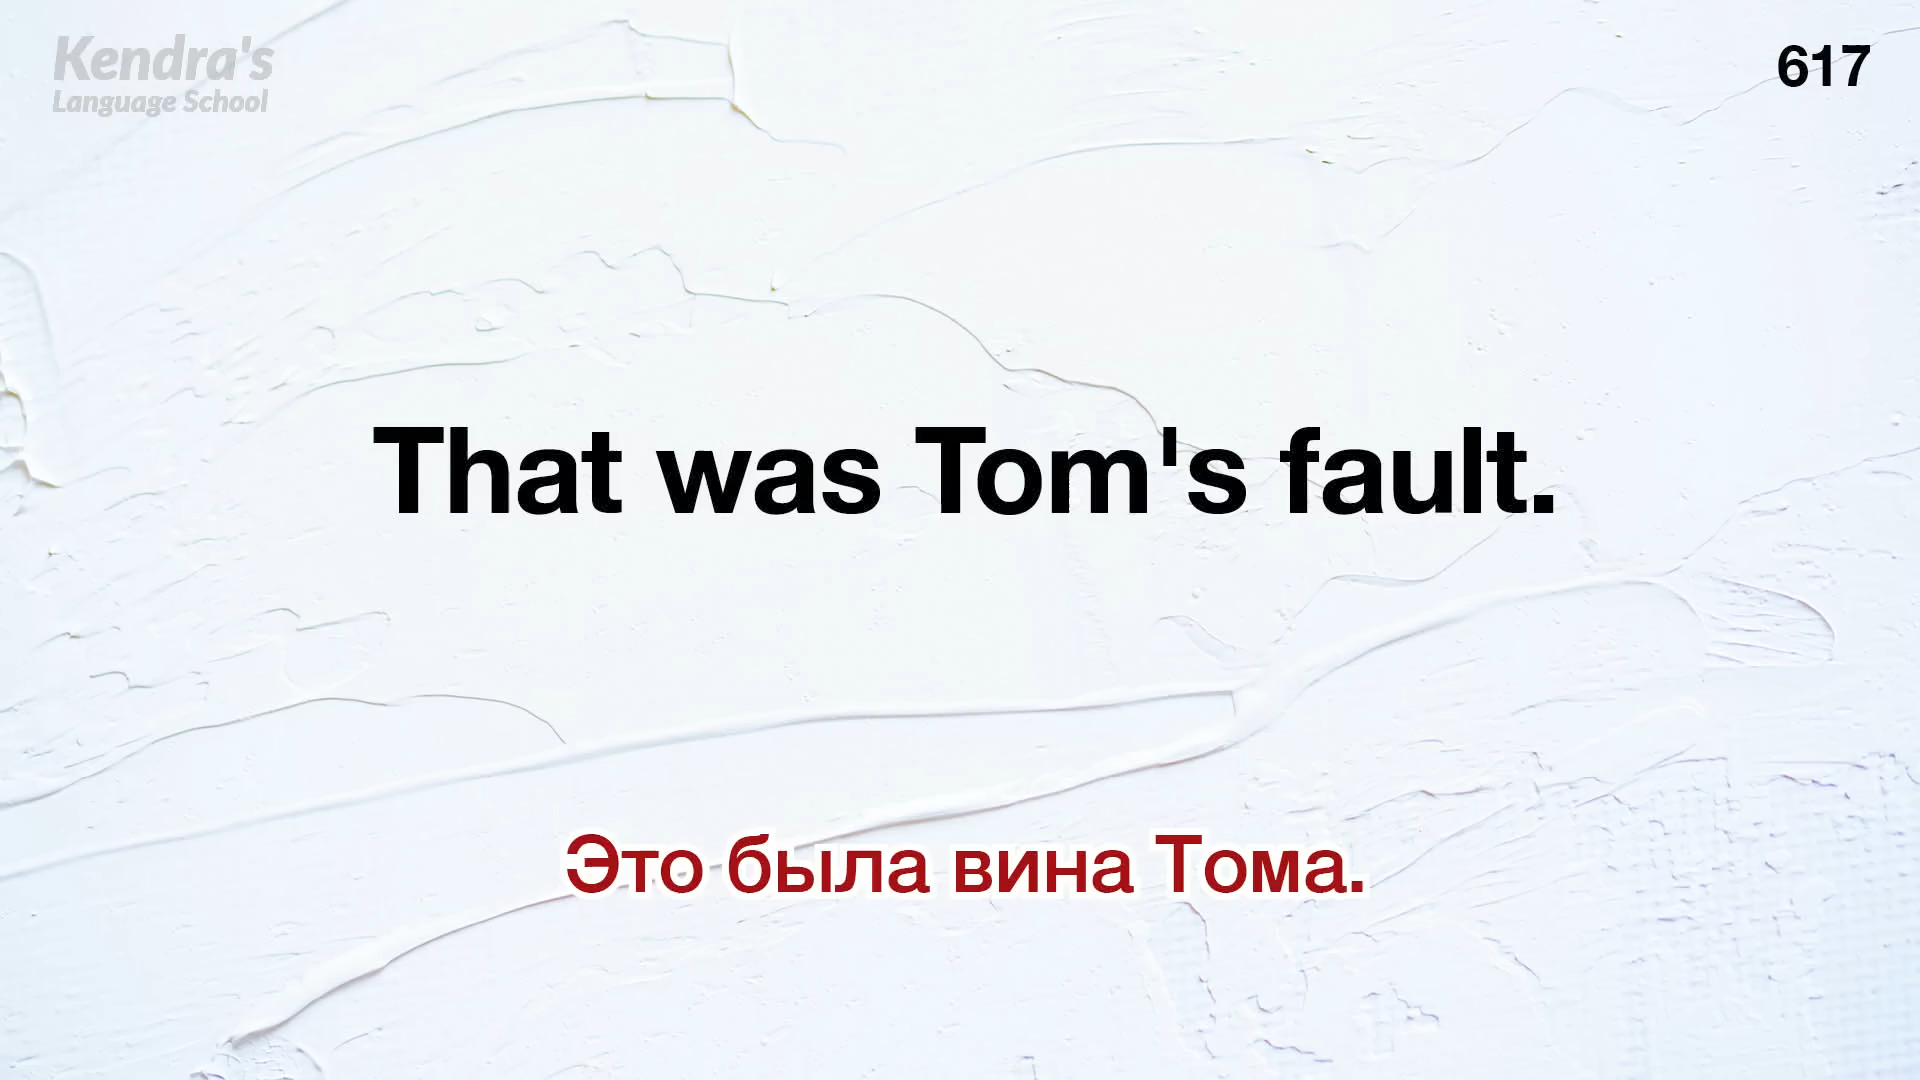 Kendra's
Language School
617
That was Tom's fault.
Это была вина Тома.